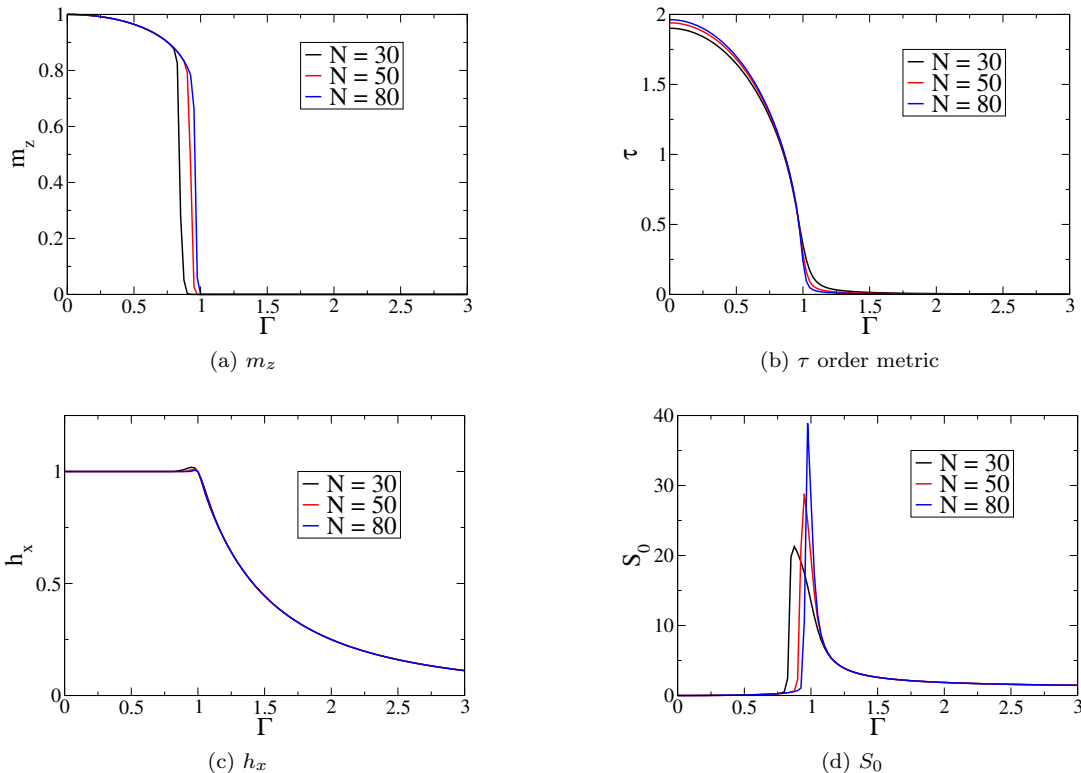 1
0.8
0.6
0.4
0.2
0
m_z
N = 30
N = 50
N = 80
0 0.5 1 1.5 2 2.5 3
Γ
(a) m_z
2
1.5
1
0.5
0
τ
N = 30
N = 50
N = 80
0 0.5 1 1.5 2 2.5 3
Γ
(b) τ order metric
1
0.5
0
h_x
N = 30
N = 50
N = 80
0 0.5 1 1.5 2 2.5 3
Γ
(c) h_x
40
30
20
10
0
S_0
N = 30
N = 50
N = 80
0 0.5 1 1.5 2 2.5 3
Γ
(d) S_0